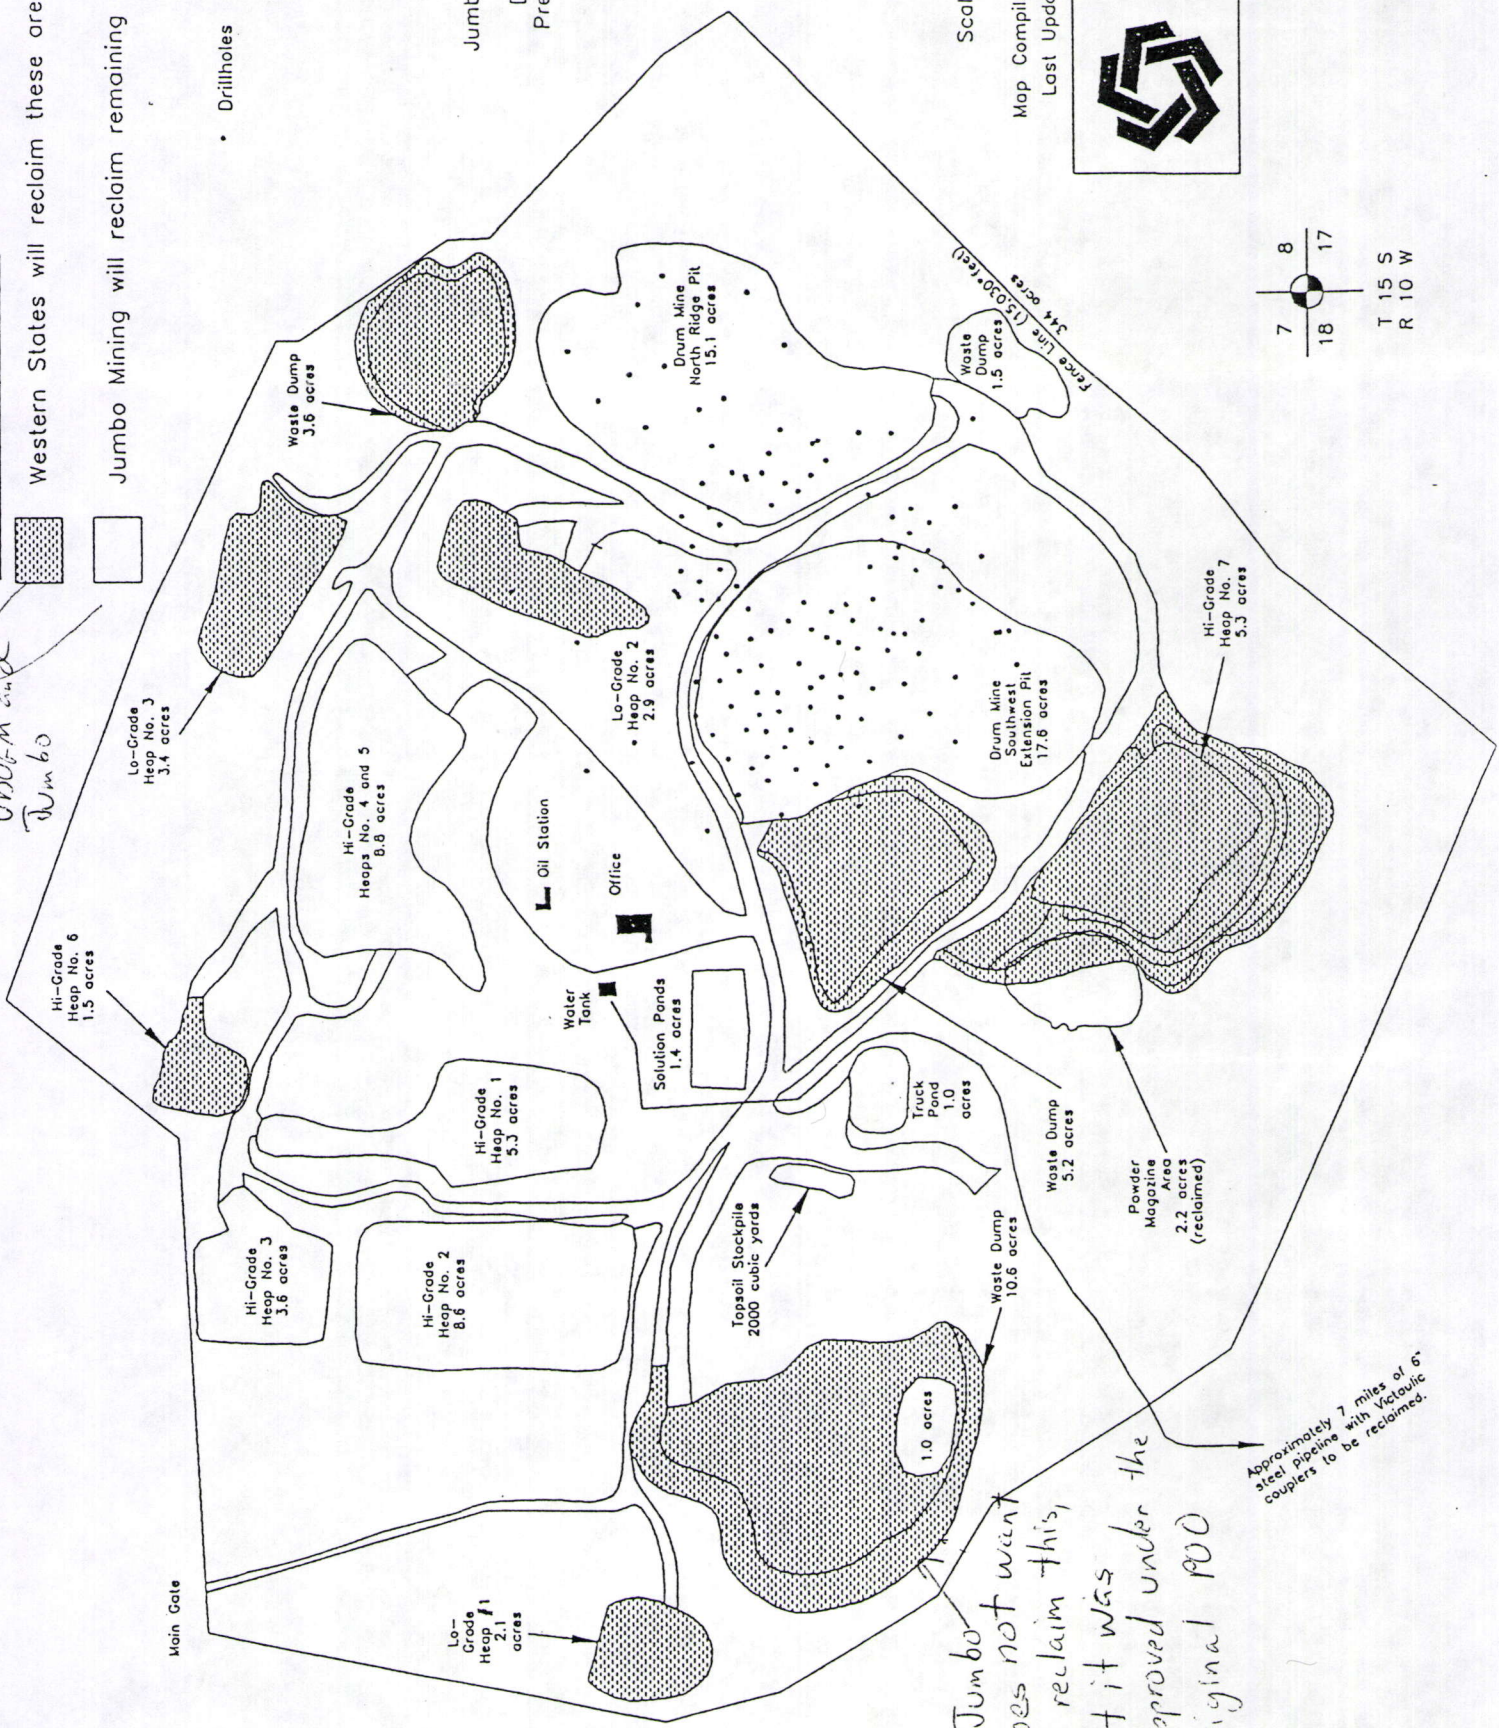 Western States will reclaim these are
Jumbo Mining will reclaim remaining
• Drillholes
Jumb
Pre
Scal
Map Compil
Last Upda
and
Jumbo
Hi-Grade
Heap No. 6
1.5 acres
Lo-Grade
Heap No. 3
3.4 acres
Waste Dump
3.6 acres
Main Gate
Hi-Grade
Heap No. 3
3.6 acres
Hi-Grade
Heap No. 2
8.6 acres
Hi-Grade
Heap No. 1
5.3 acres
Hi-Grade
Heaps No. 4 and 5
8.8 acres
Oil Station
Office
Water
Tank
Solution Ponds
1.4 acres
Lo-Grade
Heap No. 2
2.9 acres
Drum Mine
North Ridge Pit
15.1 acres
Waste
Dump
1.5 acres
Fence Line (15,030± feet)
344 acres
Drum Mine
Southwest
Extension Pit
17.6 acres
Hi-Grade
Heap No. 7
5.3 acres
Lo-
Grade
Heap #1
2.1
acres
Topsoil Stockpile
2000 cubic yards
Truck
Pond
1.0
acres
Waste Dump
5.2 acres
Powder
Magazine
Area
2.2 acres
(reclaimed)
Waste Dump
10.6 acres
1.0 acres
Approximately 7 miles of 6"
steel pipeline with Victaulic
couplers to be reclaimed.
7 8
18 17
T 15 S
R 10 W
Jumbo
oes not want
reclaim this,
t it was
pproved under the
iginal POO